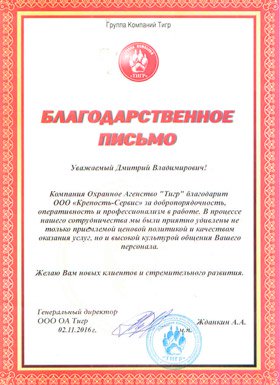 Группа Компаний Тигр
"ТИГР"
БЛАГОДАРСТВЕННОЕ
ПИСЬМО
Уважаемый Дмитрий Владимирович!
Компания Охранное Агенство "Тигр" благодарит
ООО «Крепость-Сервис» за добропорядочность,
оперативность и профессионализм в работе. В процессе
нашего сотрудничества мы были приятно удивлены не
только приемлемой ценовой политикой и качеством
оказания услуг, но и высокой культурой общения Вашего
персонала.
Желаю Вам новых клиентов и стремительного развития.
Генеральный директор
ООО ОА Тигр Жданкин А.А.
02.11.2016 г. м.п.
"ТИГР"